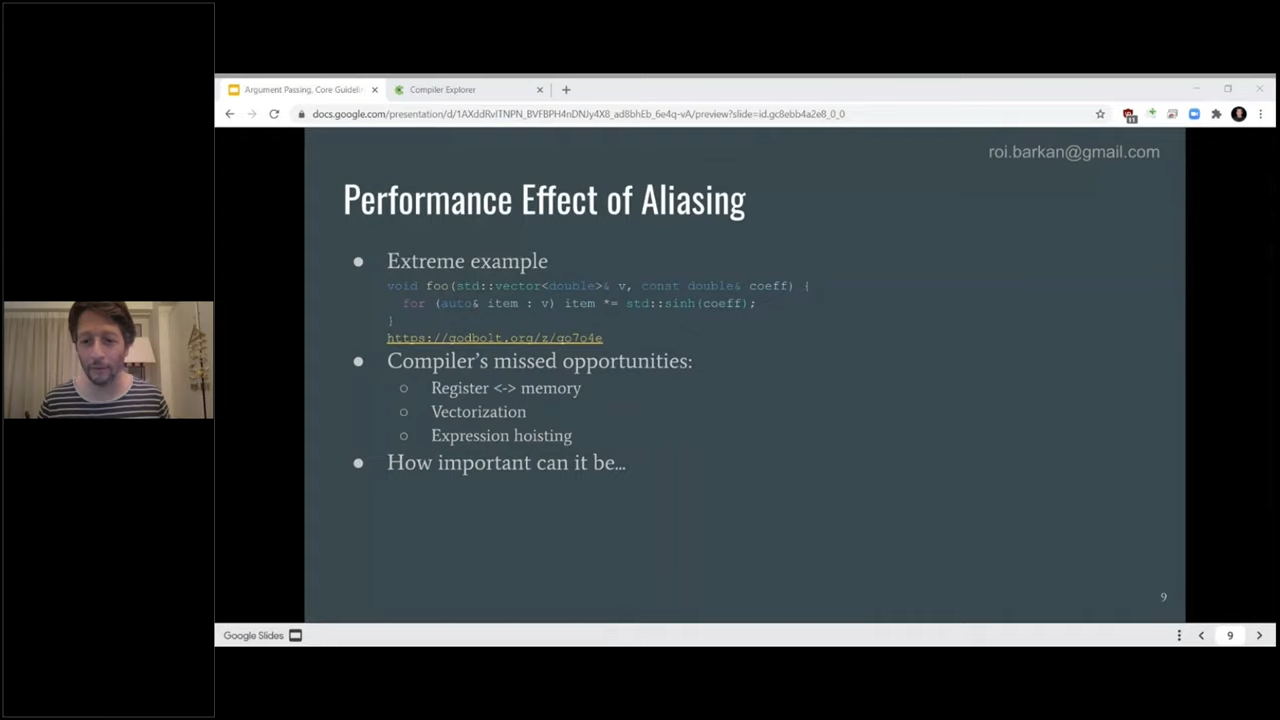 Argument Passing, Core Guidelin
Compiler Explorer
docs.google.com/presentation/d/1AXddRvITNPN_BVFBPH4nDNJy4X8_ad8bhEb_6e4q-vA/preview?slide=id.gc8ebb4a2e8_0_0
11
roi.barkan@gmail.com
Performance Effect of Aliasing
● Extreme example
void foo(std::vector<double>& v, const double& coeff) {
for (auto& item : v) item *= std::sinh(coeff);
}
https://godbolt.org/z/qo7o4e
● Compiler's missed opportunities:
○ Register <-> memory
○ Vectorization
○ Expression hoisting
● How important can it be…
9
Google Slides
9